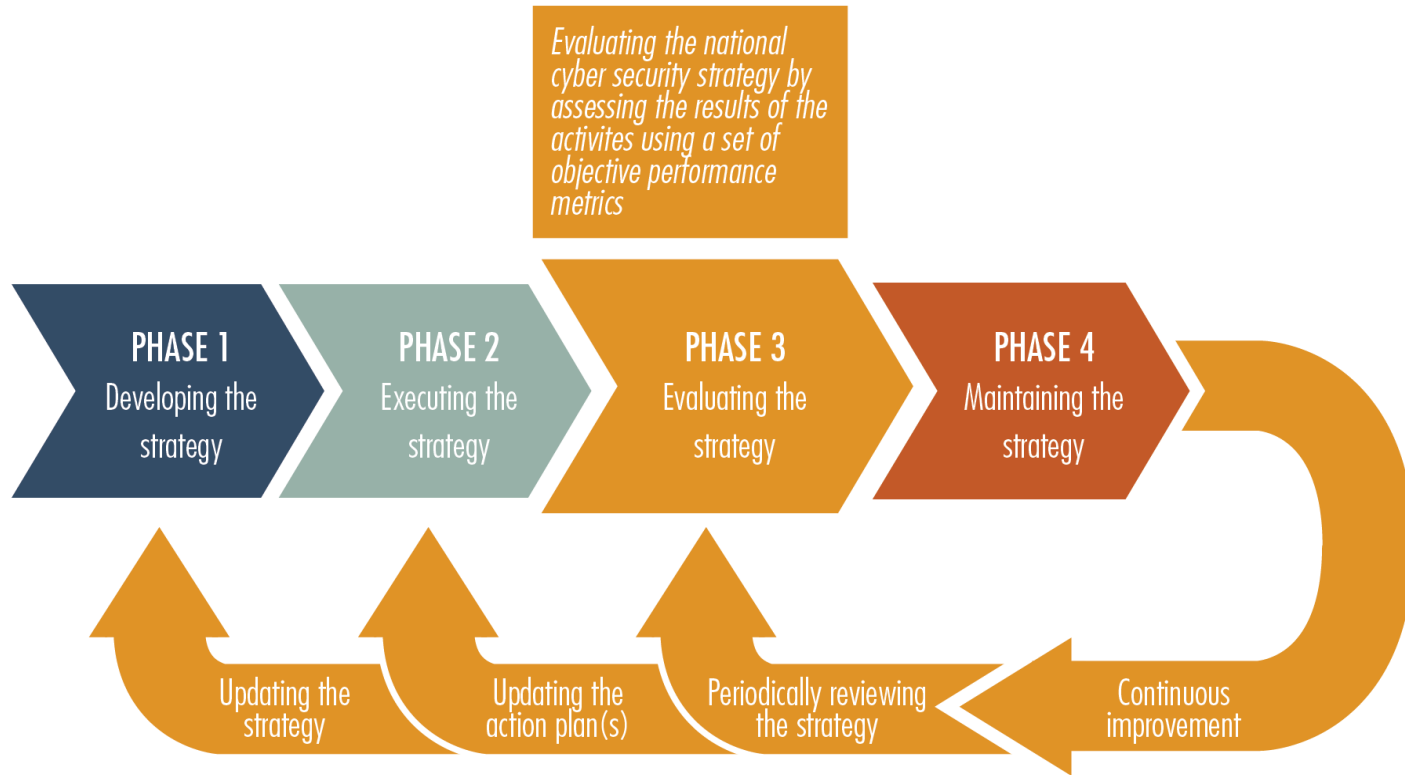 Evaluating the national
cyber security strategy by
assessing the results of the
activites using a set of
objective performance
metrics
PHASE 1
Developing the
strategy
PHASE 2
Executing the
strategy
PHASE 3
Evaluating the
strategy
PHASE 4
Maintaining the
strategy
Updating the
strategy
Updating the
action plan(s)
Periodically reviewing
the strategy
Continuous
improvement